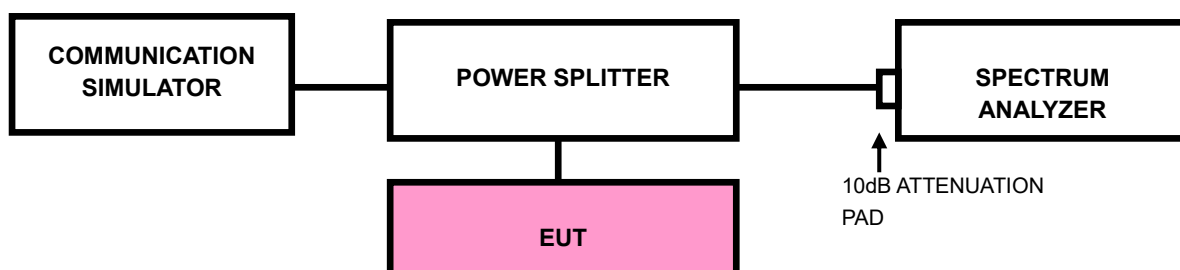 COMMUNICATION
SIMULATOR
POWER SPLITTER
SPECTRUM
ANALYZER
10dB ATTENUATION
PAD
EUT